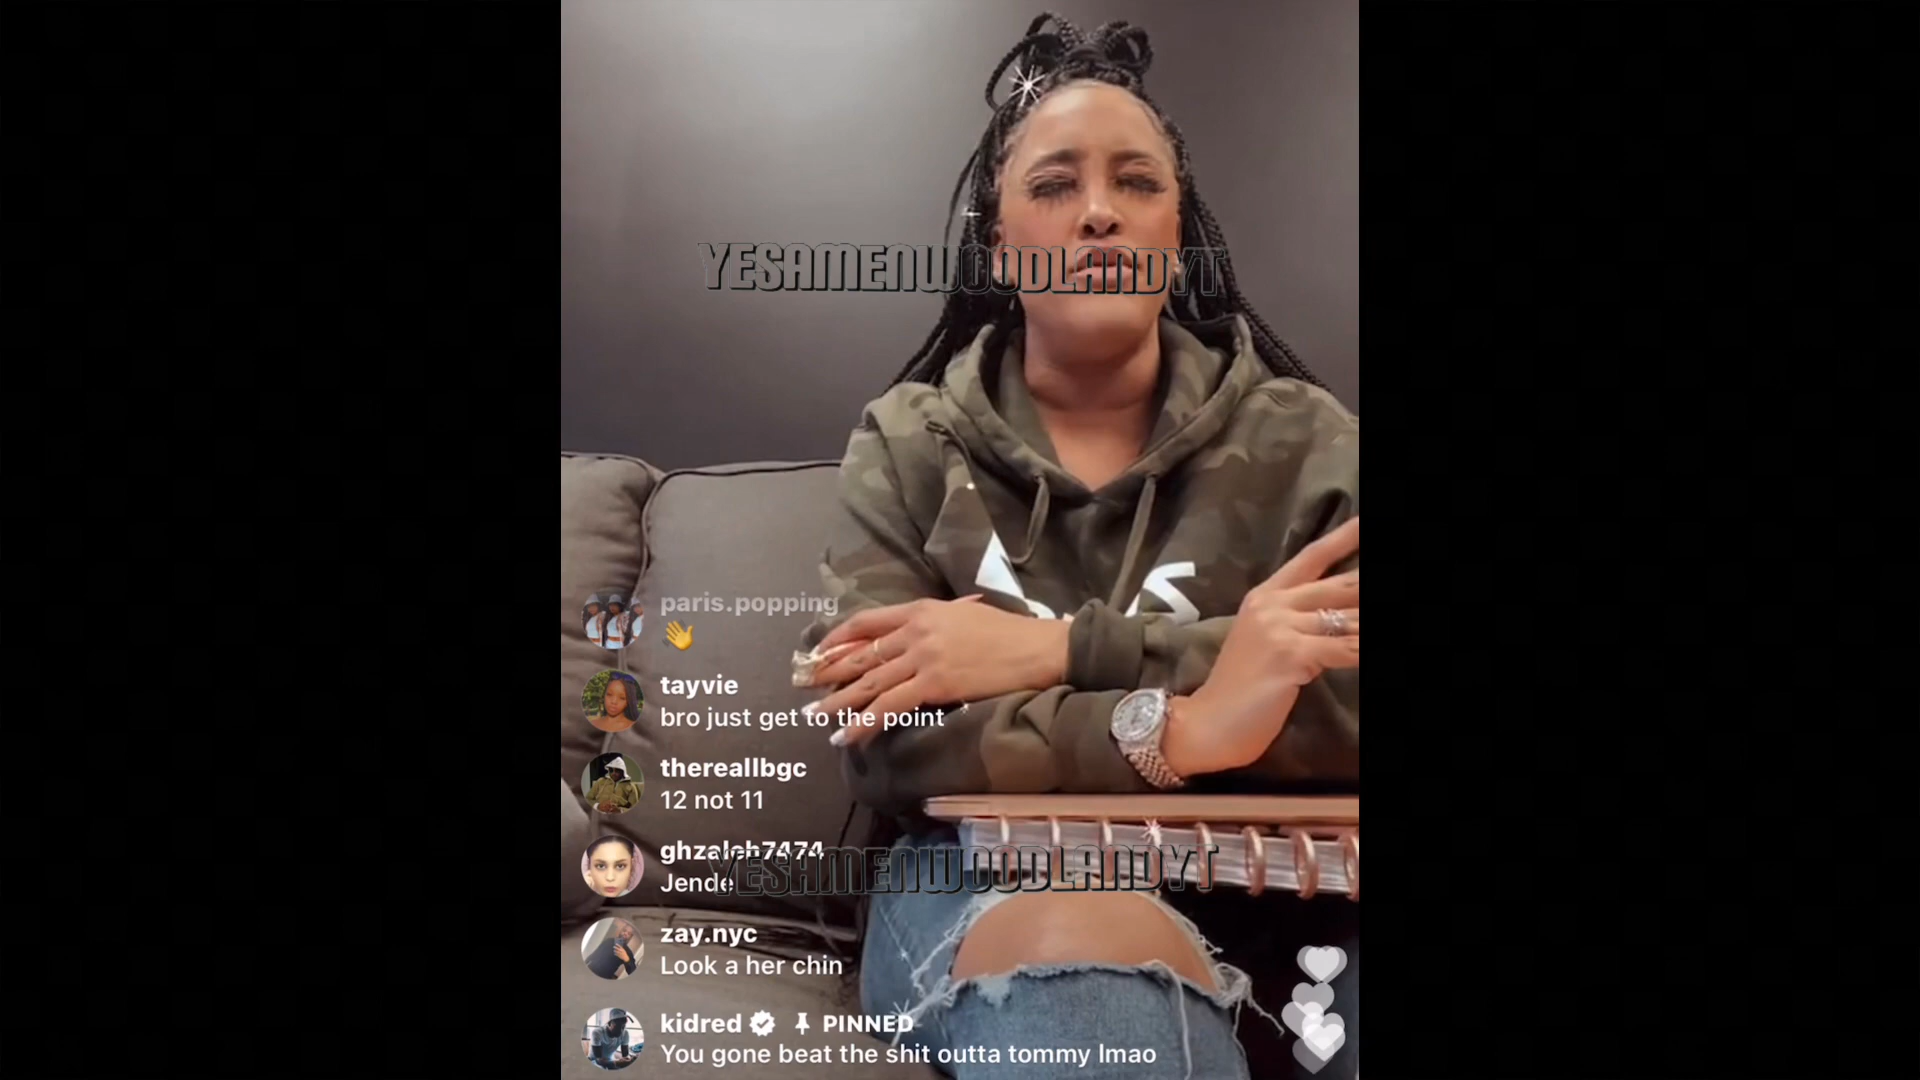 YESAMENWOODLANDYT
paris.popping
👋
tayvie
bro just get to the point
thereallbgc
12 not 11
ghzaleh7474
Jende
YESAMENWOODLANDYT
zay.nyc
Look a her chin
kidred PINNED
You gone beat the shit outta tommy lmao